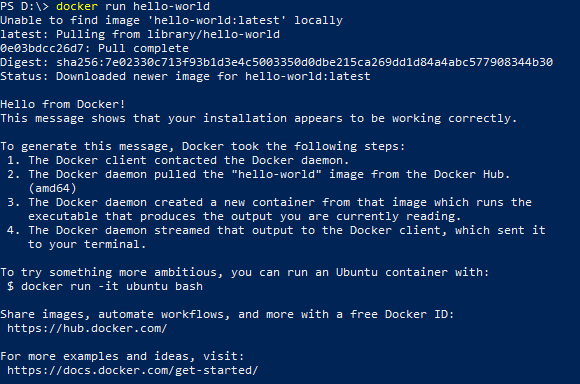 PS D:\> docker run hello-world
Unable to find image 'hello-world:latest' locally
latest: Pulling from library/hello-world
0e03bdcc26d7: Pull complete
Digest: sha256:7e02330c713f93b1d3e4c5003350d0dbe215ca269dd1d84a4abc577908344b30
Status: Downloaded newer image for hello-world:latest
Hello from Docker!
This message shows that your installation appears to be working correctly.
To generate this message, Docker took the following steps:
1. The Docker client contacted the Docker daemon.
2. The Docker daemon pulled the "hello-world" image from the Docker Hub.
(amd64)
3. The Docker daemon created a new container from that image which runs the
executable that produces the output you are currently reading.
4. The Docker daemon streamed that output to the Docker client, which sent it
to your terminal.
To try something more ambitious, you can run an Ubuntu container with:
$ docker run -it ubuntu bash
Share images, automate workflows, and more with a free Docker ID:
https://hub.docker.com/
For more examples and ideas, visit:
https://docs.docker.com/get-started/